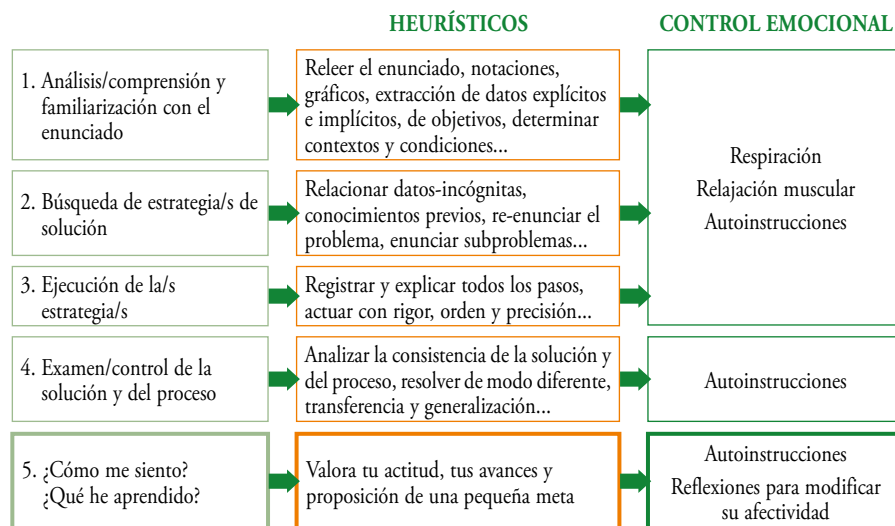 HEURÍSTICOS
CONTROL EMOCIONAL
1. Análisis/comprensión y
familiarización con el
enunciado
Releer el enunciado, notaciones,
gráficos, extracción de datos explícitos
e implícitos, de objetivos, determinar
contextos y condiciones...
2. Búsqueda de estrategia/s de
solución
Relacionar datos-incógnitas,
conocimientos previos, re-enunciar el
problema, enunciar subproblemas...
3. Ejecución de la/s
estrategia/s
Registrar y explicar todos los pasos,
actuar con rigor, orden y precisión...
Respiración
Relajación muscular
Autoinstrucciones
4. Examen/control de la
solución y del proceso
Analizar la consistencia de la solución y
del proceso, resolver de modo diferente,
transferencia y generalización...
Autoinstrucciones
5. ¿Cómo me siento?
¿Qué he aprendido?
Valora tu actitud, tus avances y
proposición de una pequeña meta
Autoinstrucciones
Reflexiones para modificar
su afectividad